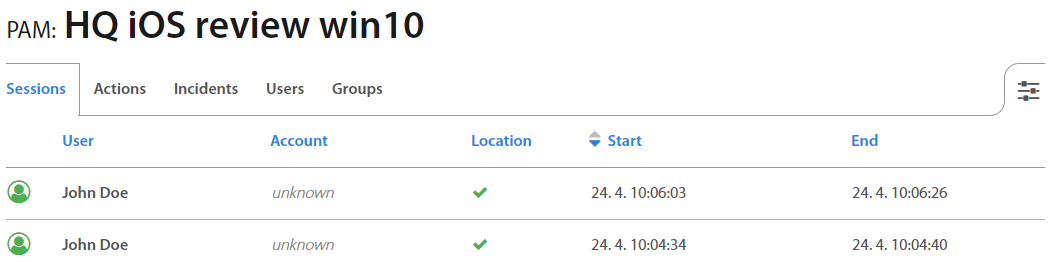 PAM: HQ iOS review win10
Sessions Actions Incidents Users Groups
User Account Location Start End
John Doe unknown 24. 4. 10:06:03 24. 4. 10:06:26
John Doe unknown 24. 4. 10:04:34 24. 4. 10:04:40